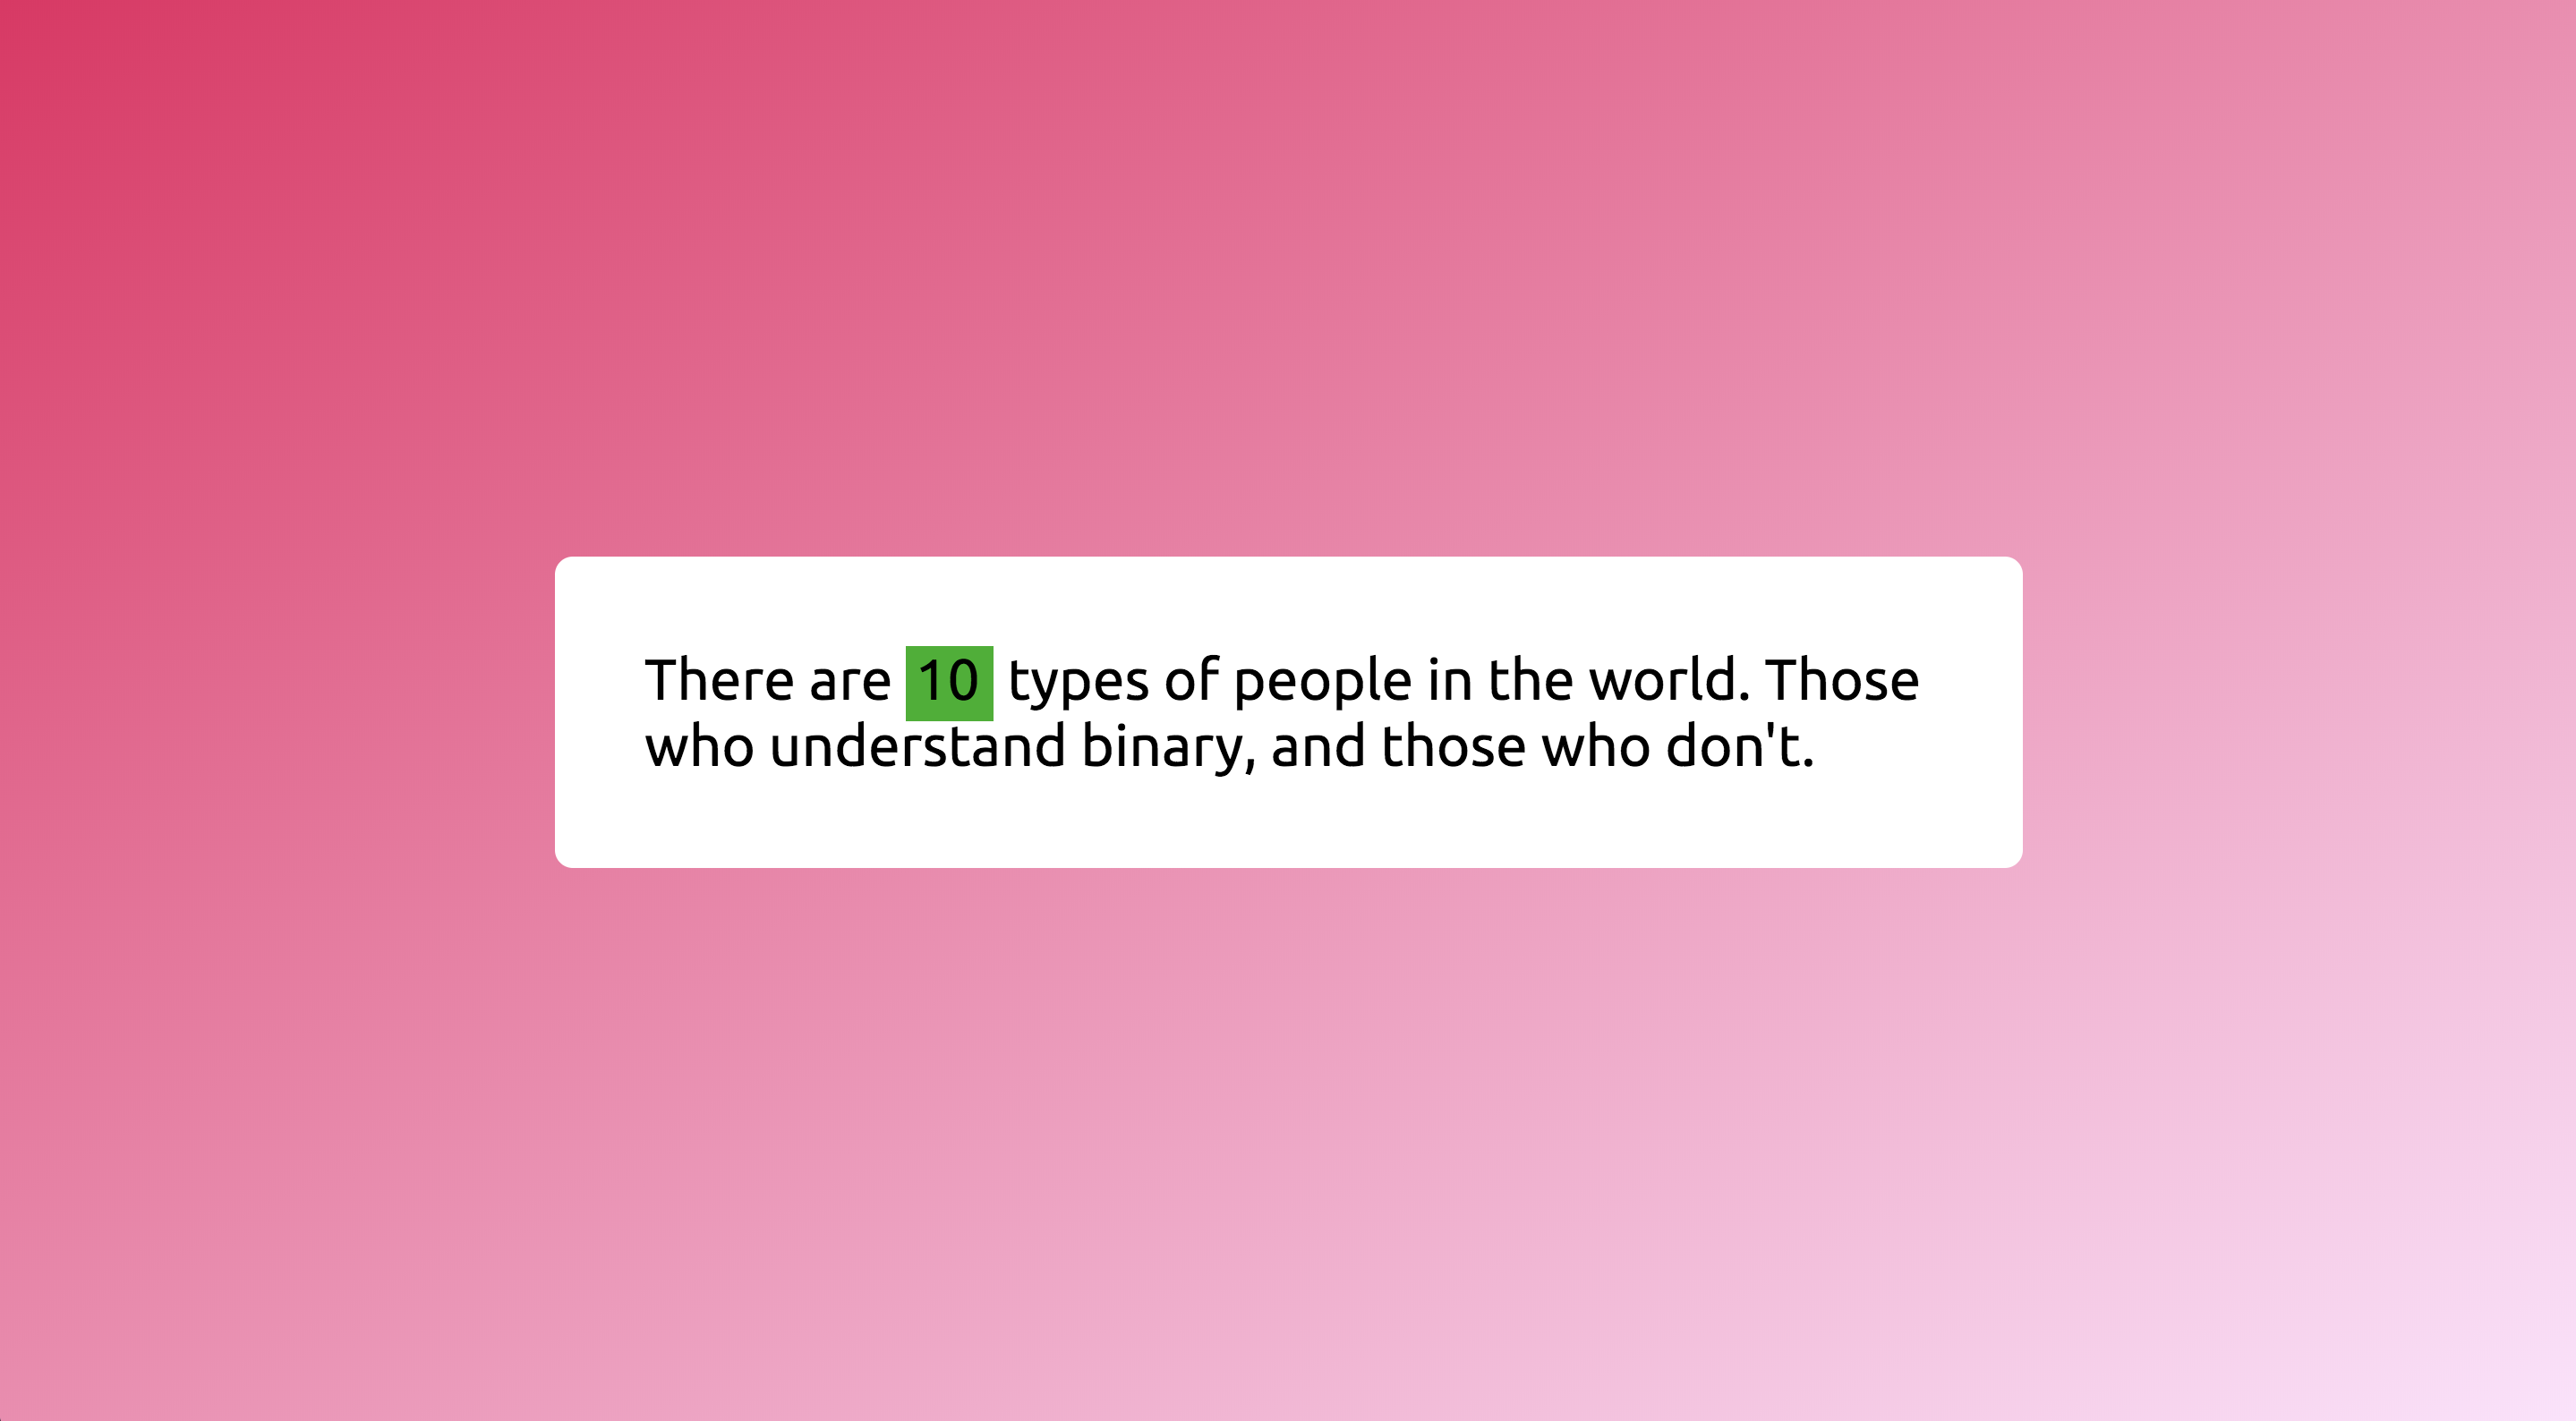 There are 10 types of people in the world. Those
who understand binary, and those who don't.